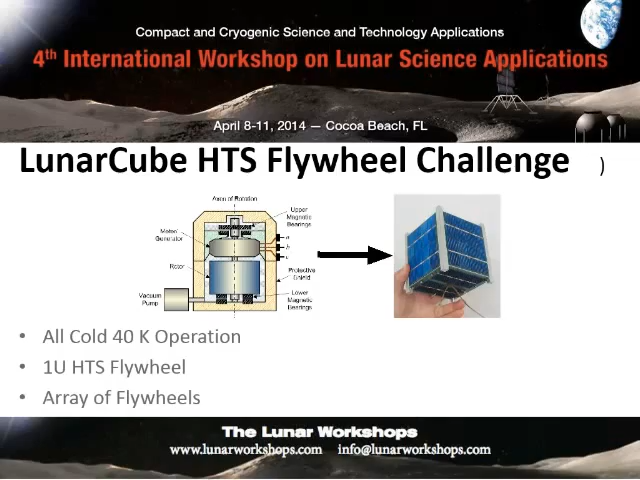 Compact and Cryogenic Science and Technology Applications
4th International Workshop on Lunar Science Applications
April 8-11, 2014 — Cocoa Beach, FL
LunarCube HTS Flywheel Challenge )
Axes of Rotation
Upper
Magnetic
Bearings
Motor/
Generator
a
b
c
Rotor
Protective
Shield
Vacuum
Pump
Lower
Magnetic
Bearings
• All Cold 40 K Operation
• 1U HTS Flywheel
• Array of Flywheels
The Lunar Workshops
www.lunarworkshops.com info@lunarworkshops.com